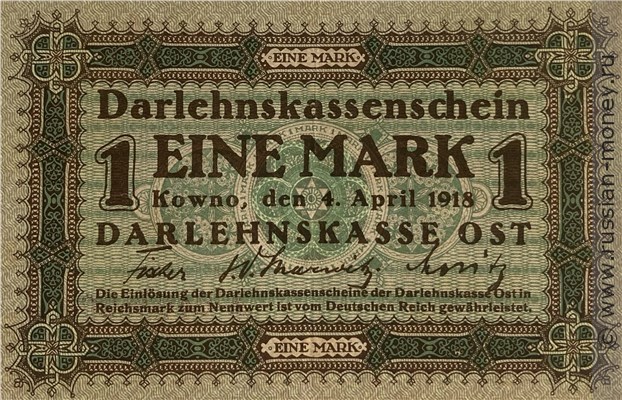 EINE MARK
Darlehnskassenschein
1 EINE MARK 1
Kowno, den 4. April 1918
DARLEHNSKASSE OST
Die Einlösung der Darlehnskassenscheine der Darlehnskasse Ost in
Reichsmark zum Nennwert ist vom Deutschen Reich gewährleistet.
EINE MARK
© www.russian-money.ru